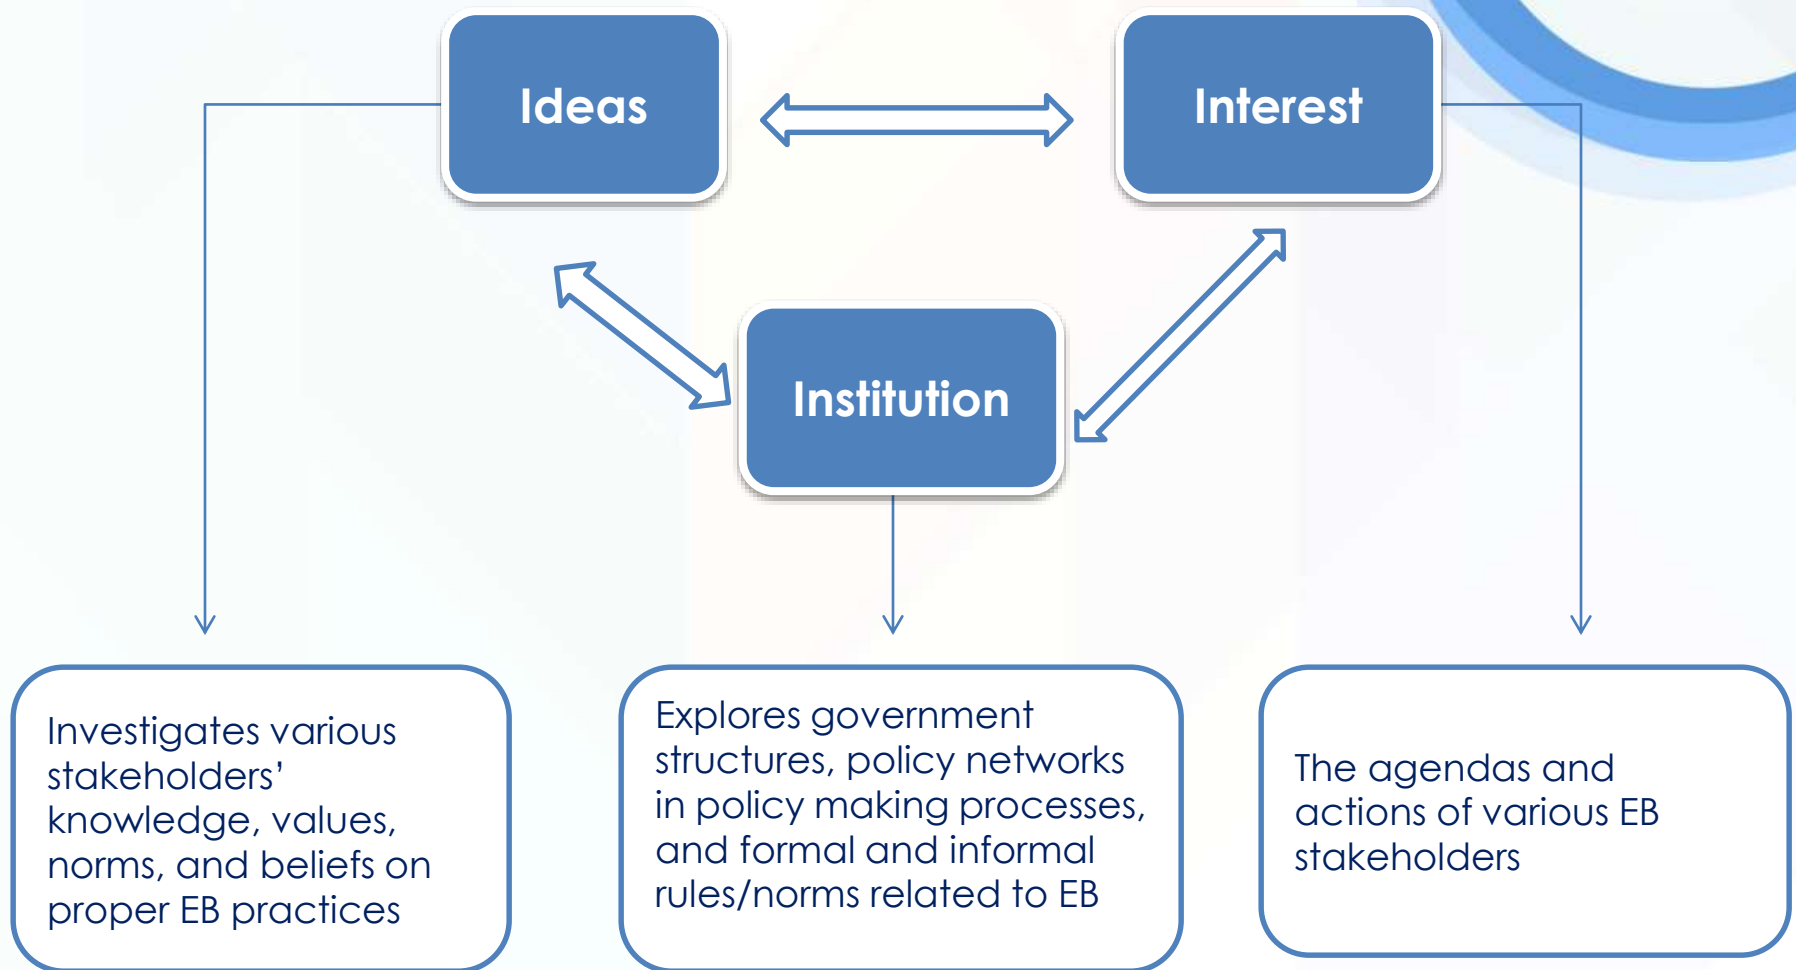 Ideas
Interest
Institution
Investigates various
stakeholders’
knowledge, values,
norms, and beliefs on
proper EB practices
Explores government
structures, policy networks
in policy making processes,
and formal and informal
rules/norms related to EB
The agendas and
actions of various EB
stakeholders